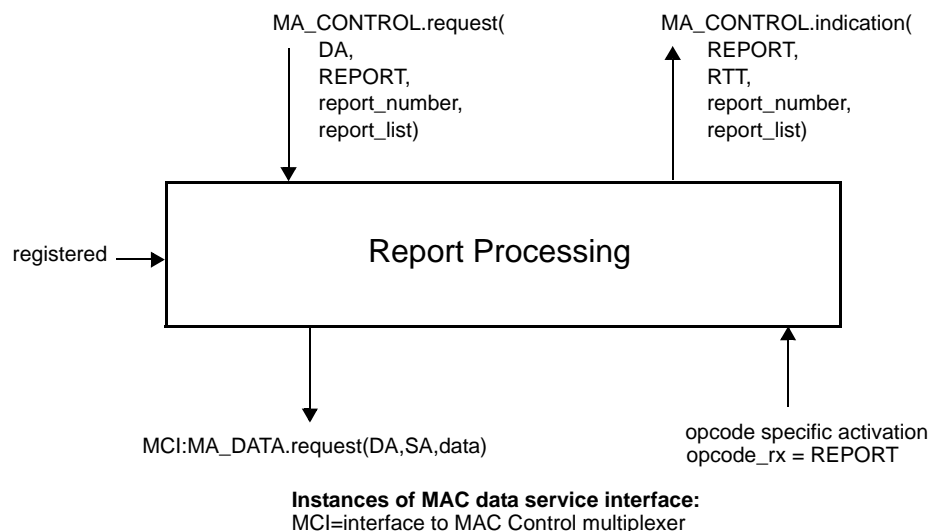 MA_CONTROL.request(
DA,
REPORT,
report_number,
report_list)
MA_CONTROL.indication(
REPORT,
RTT,
report_number,
report_list)
registered
Report Processing
MCI:MA_DATA.request(DA,SA,data)
opcode specific activation
opcode_rx = REPORT
Instances of MAC data service interface:
MCI=interface to MAC Control multiplexer